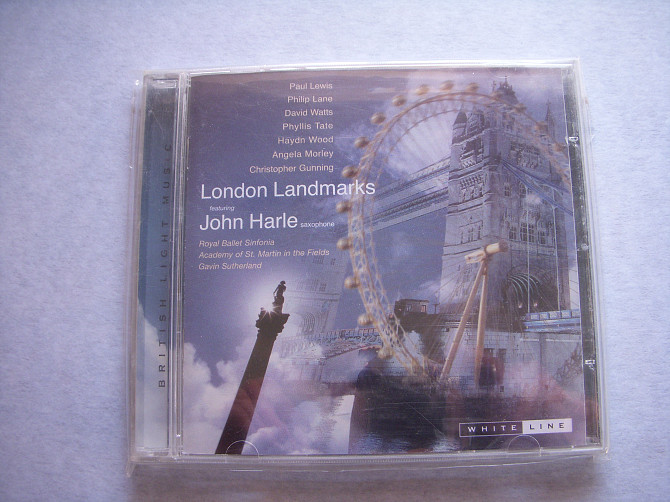 Paul Lewis
Philip Lane
David Watts
Phyllis Tate
Haydn Wood
Angela Morley
Christopher Gunning
London Landmarks
featuring
John Harle saxophone
Royal Ballet Sinfonia
Academy of St. Martin in the Fields
Gavin Sutherland
BRITISH LIGHT MUSIC
WHITE LINE